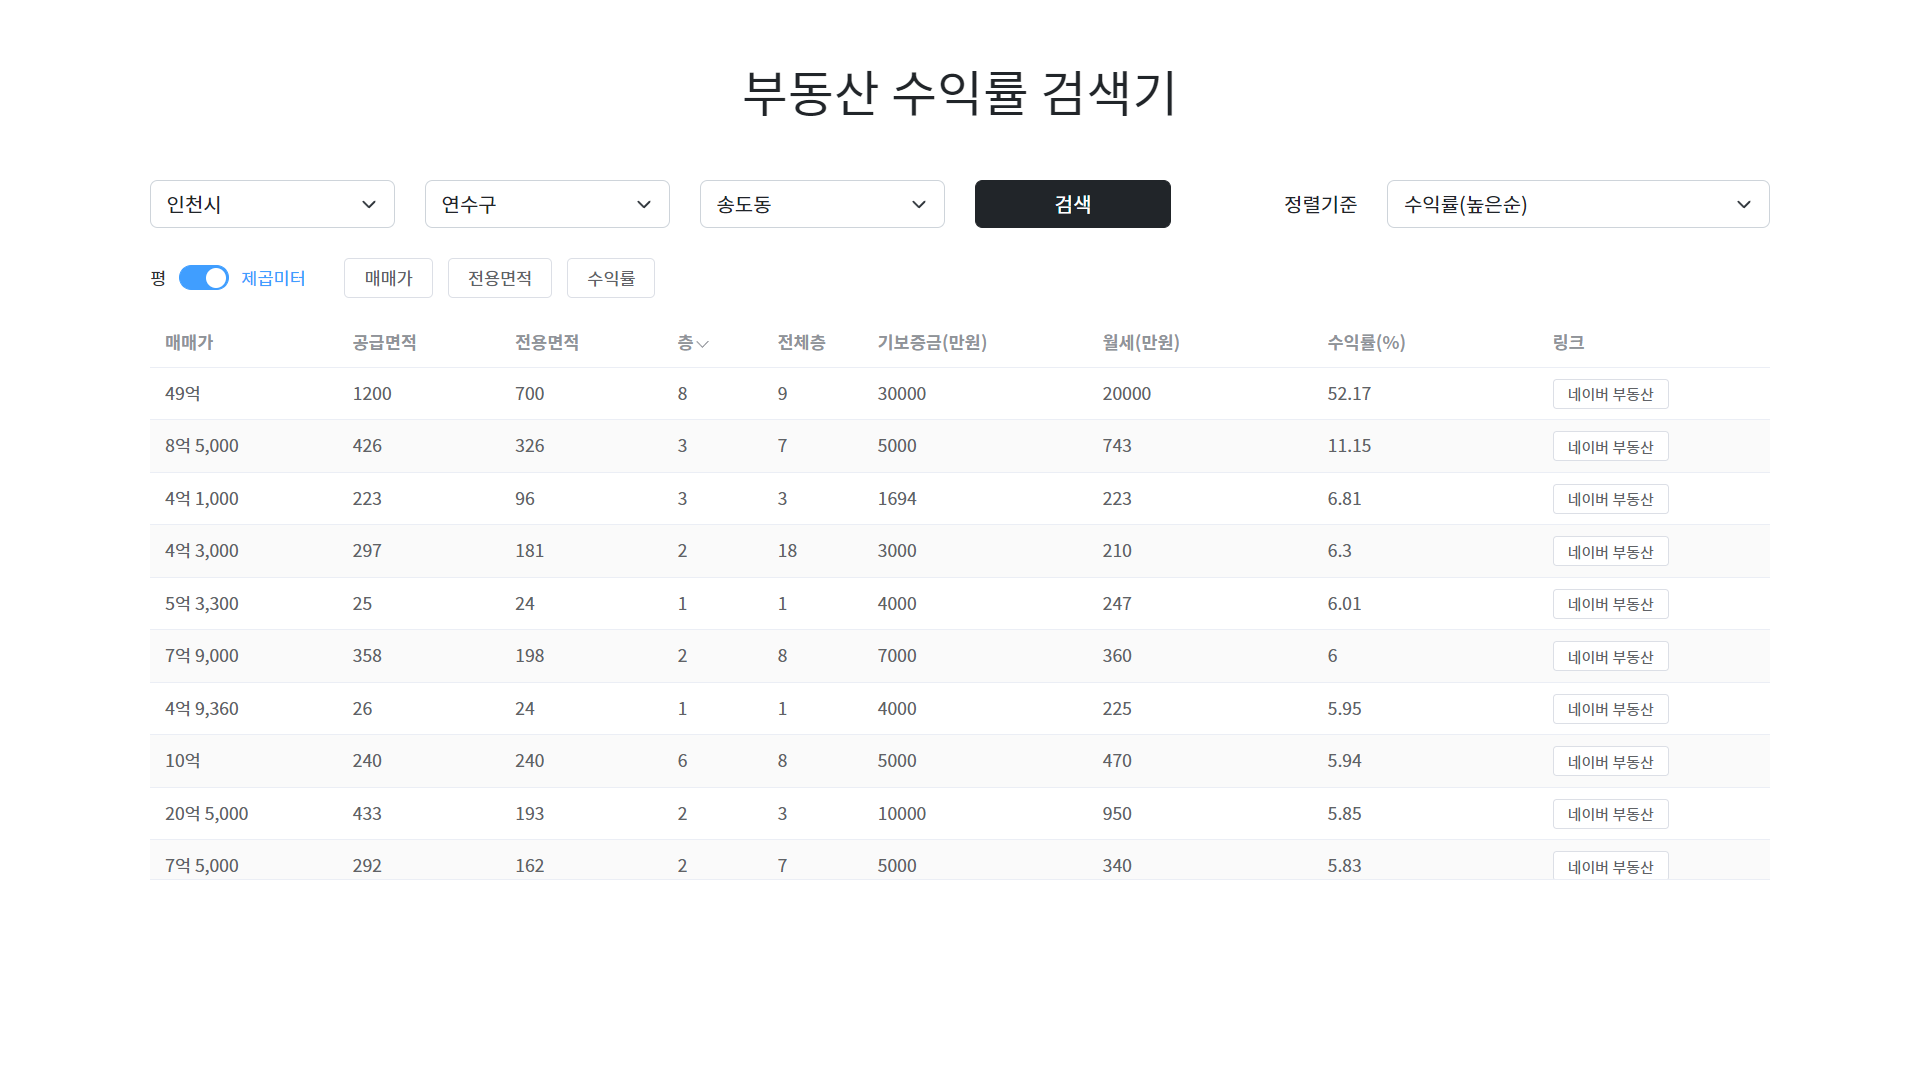 부동산 수익률 검색기
인천시 연수구 송도동 검색 정렬기준 수익률(높은순)
평 제곱미터 매매가 전용면적 수익률
매매가 공급면적 전용면적 층 전체층 기보증금(만원) 월세(만원) 수익률(%) 링크
49억 1200 700 8 9 30000 20000 52.17 네이버 부동산
8억 5,000 426 326 3 7 5000 743 11.15 네이버 부동산
4억 1,000 223 96 3 3 1694 223 6.81 네이버 부동산
4억 3,000 297 181 2 18 3000 210 6.3 네이버 부동산
5억 3,300 25 24 1 1 4000 247 6.01 네이버 부동산
7억 9,000 358 198 2 8 7000 360 6 네이버 부동산
4억 9,360 26 24 1 1 4000 225 5.95 네이버 부동산
10억 240 240 6 8 5000 470 5.94 네이버 부동산
20억 5,000 433 193 2 3 10000 950 5.85 네이버 부동산
7억 5,000 292 162 2 7 5000 340 5.83 네이버 부동산